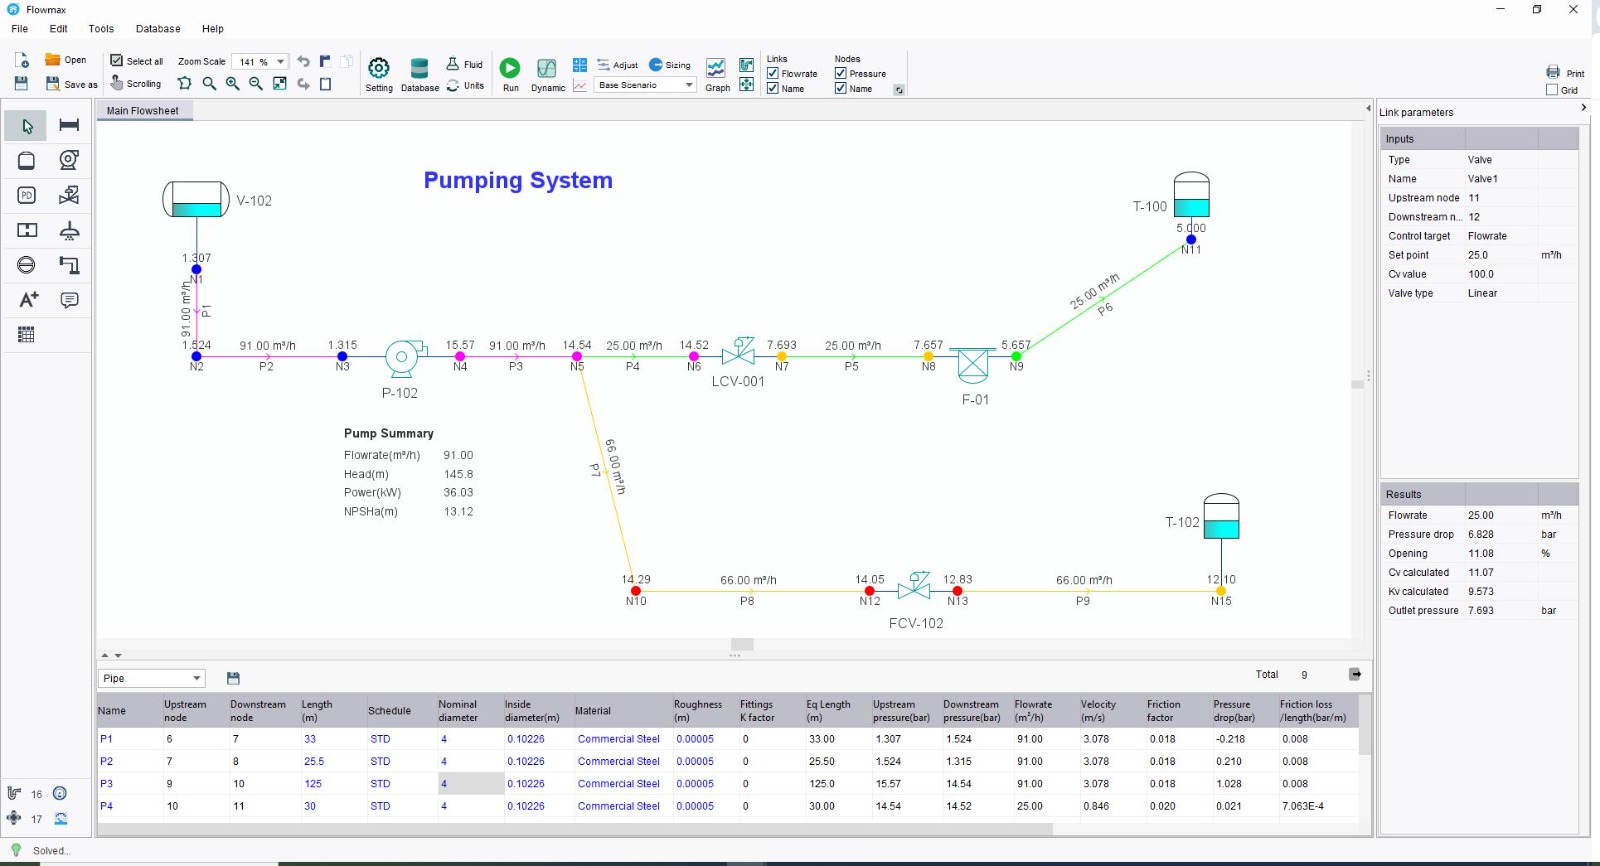 Flowmax
File Edit Tools Database Help
Open
Save as
Select all
Scrolling
Zoom Scale 141 %
Setting
Database
Fluid
Units
Run
Dynamic
Adjust
Sizing
Base Scenario
Graph
Links
Flowrate
Name
Nodes
Pressure
Name
Print
Grid
Main Flowsheet
Pumping System
V-102
1.307
N1
91.00 m³/h
P1
1.524
N2
91.00 m³/h
P2
1.315
N3
P-102
15.57
N4
91.00 m³/h
P3
14.54
N5
25.00 m³/h
P4
14.52
N6
LCV-001
7.693
N7
25.00 m³/h
P5
7.657
N8
F-01
5.657
N9
25.00 m³/h
P6
T-100
5.000
N11
Pump Summary
Flowrate(m³/h) 91.00
Head(m) 145.8
Power(kW) 36.03
NPSHa(m) 13.12
66.00 m³/h
P7
14.29
N10
66.00 m³/h
P8
14.05
N12
FCV-102
12.83
N13
66.00 m³/h
P9
T-102
12.10
N15
Link parameters
Inputs
Type Valve
Name Valve1
Upstream node 11
Downstream n... 12
Control target Flowrate
Set point 25.0 m³/h
Cv value 100.0
Valve type Linear
Results
Flowrate 25.00 m³/h
Pressure drop 6.828 bar
Opening 11.08 %
Cv calculated 11.07
Kv calculated 9.573
Outlet pressure 7.693 bar
Pipe
Total 9
Name Upstream node Downstream node Length (m) Schedule Nominal diameter Inside diameter(m) Material Roughness (m) Fittings K factor Eq Length (m) Upstream pressure(bar) Downstream pressure(bar) Flowrate (m³/h) Velocity (m/s) Friction factor Pressure drop(bar) Friction loss /length(bar/m)
P1 6 7 33 STD 4 0.10226 Commercial Steel 0.00005 0 33.00 1.307 1.524 91.00 3.078 0.018 -0.218 0.008
P2 7 8 25.5 STD 4 0.10226 Commercial Steel 0.00005 0 25.50 1.524 1.315 91.00 3.078 0.018 0.210 0.008
P3 9 10 125 STD 4 0.10226 Commercial Steel 0.00005 0 125.0 15.57 14.54 91.00 3.078 0.018 1.028 0.008
P4 10 11 30 STD 4 0.10226 Commercial Steel 0.00005 0 30.00 14.54 14.52 25.00 0.846 0.020 0.021 7.063E-4
PD
A+
16
17
Solved...